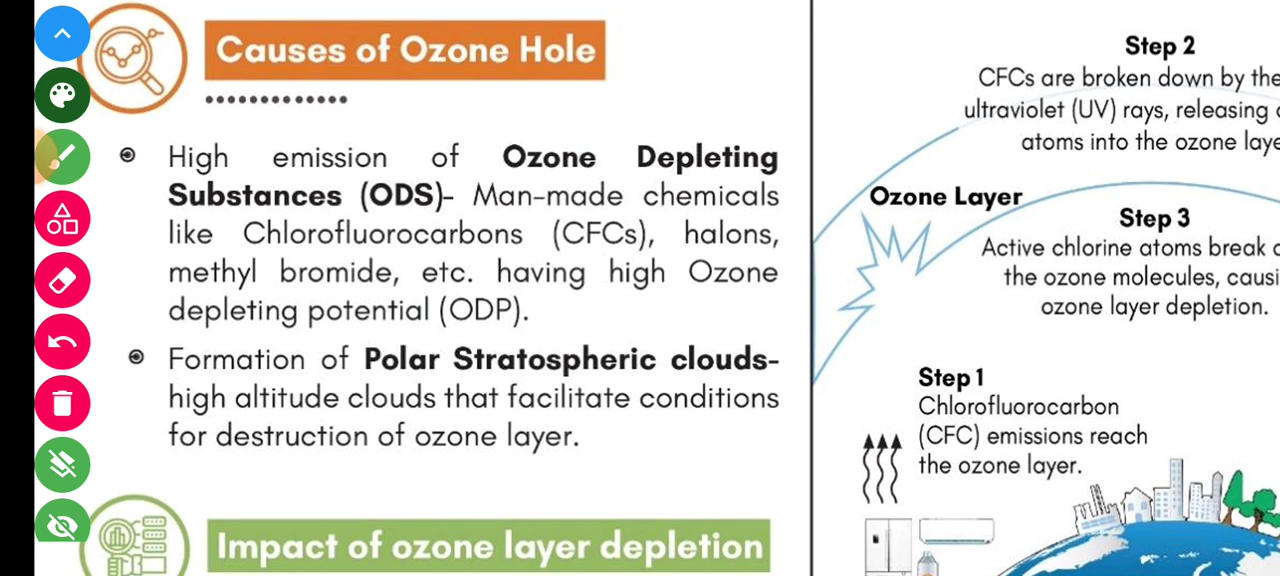 Causes of Ozone Hole
High emission of Ozone Depleting
Substances (ODS)- Man-made chemicals
like Chlorofluorocarbons (CFCs), halons,
methyl bromide, etc. having high Ozone
depleting potential (ODP).
Formation of Polar Stratospheric clouds-
high altitude clouds that facilitate conditions
for destruction of ozone layer.
Impact of ozone layer depletion
Step 2
CFCs are broken down by the
ultraviolet (UV) rays, releasing
atoms into the ozone
Ozone Layer
Step 3
Active chlorine atoms break
the ozone molecules,
ozone layer depletion.
Step 1
Chlorofluorocarbon
(CFC) emissions reach
the ozone layer.